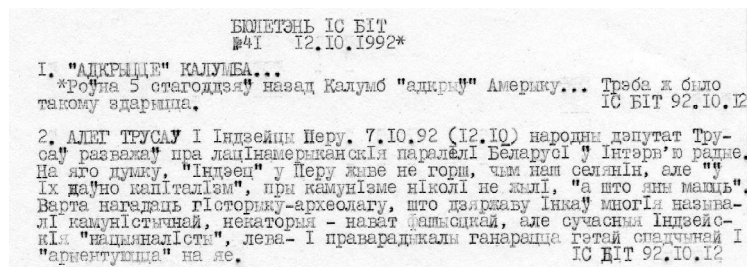 БЮЛЕТЭНЬ ІС БІТ
№41 12.10.1992*
І. "АДКРЫЦЦЕ" КАЛУМБА...
*Роўна 5 стагоддзяў назад Калумб "адкрыў" Амерыку... Трэба ж было
такому здарыцца. ІС БІТ 92.10.12
2. АЛЕГ ТРУСАЎ І Індзейцы Перу. 7.10.92 (12.10) народны дэпутат Тру-
саў разважаў пра лацінамерыканскія паралелі Беларусі ў Інтэрв'ю радые.
На яго думку, "Індзеец" у Перу жыве не горш, чым наш селянін, але "ў
Іх даўно капіталізм", пры камунізме ніколі не жылі, "а што яны маюць".
Варта нагадаць гісторыку-археолагу, што дзяржаву Інкаў многія называ-
лі камуністычнай, некаторыя - нават фашысцкай, але сучасныя Індзейс-
кія "нацыяналісты", лева- І праварадыкалы ганарацца гэтай спадчынай І
"арыентуюцца" на яе. ІС БІТ 92.10.12